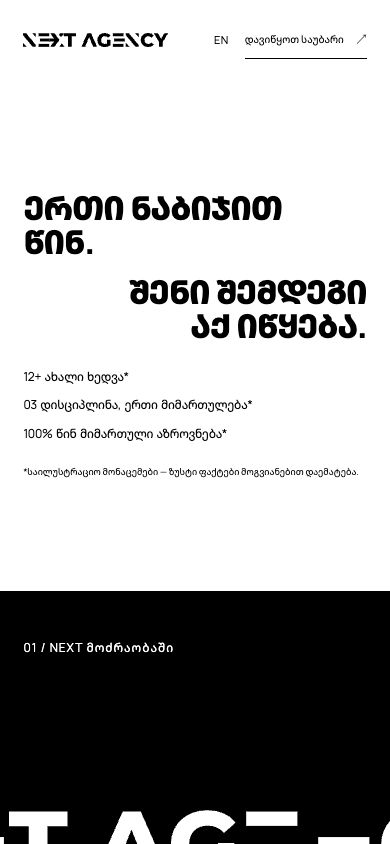 NEXT AGENCY
EN
დავიწყოთ საუბარი ↗
ერთი ნაბიჯით
წინ.
შენი შემდეგი
აქ იწყება.
12+ ახალი ხედვა*
03 დისციპლინა, ერთი მიმართულება*
100% წინ მიმართული აზროვნება*
*საილუსტრაციო მონაცემები — ზუსტი ფაქტები მოგვიანებით დაემატება.
01 / NEXT მოძრაობაში